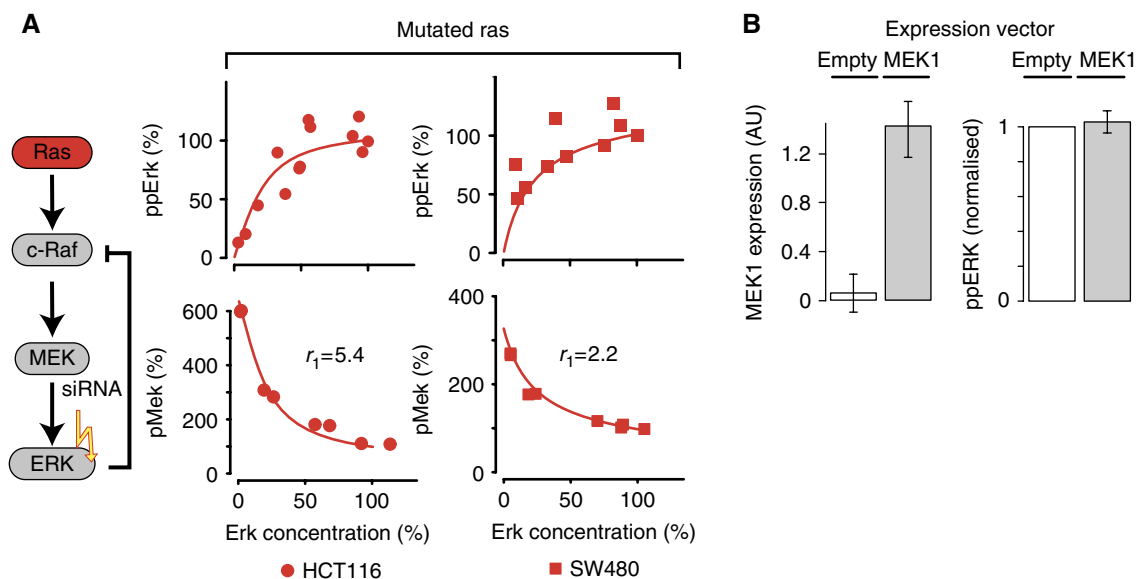 A
Mutated ras
Ras
c-Raf
MEK
siRNA
ERK
ppErk (%)
100
50
0
ppErk (%)
100
50
0
pMek (%)
600
400
200
0
r1=5.4
0 50 100
pMek (%)
400
200
0
r1=2.2
0 50 100
Erk concentration (%)
Erk concentration (%)
HCT116
SW480
B
Expression vector
Empty MEK1
Empty MEK1
MEK1 expression (AU)
1.2
0.4
0
ppERK (normalised)
1
0